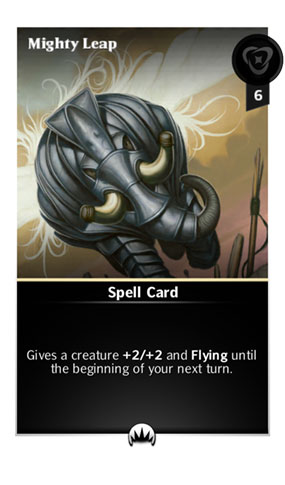 Mighty Leap
6
Spell Card
Gives a creature +2/+2 and Flying until
the beginning of your next turn.